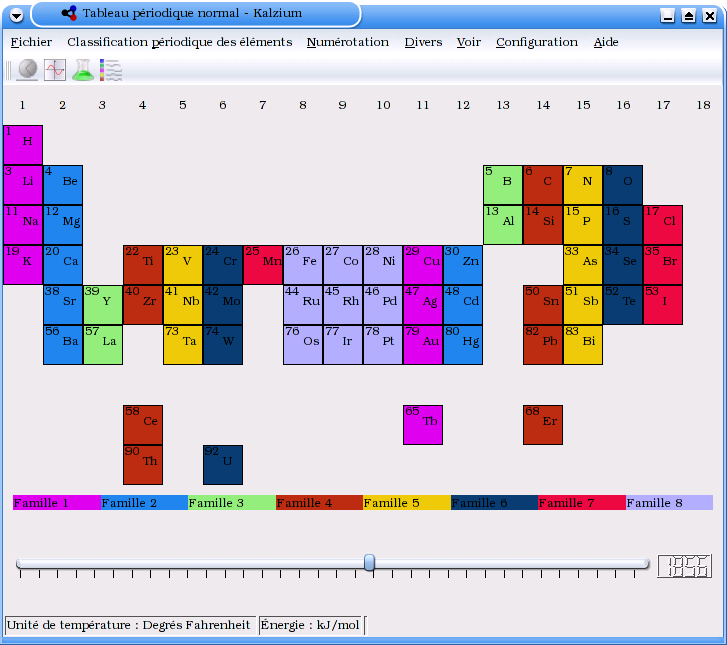 Tableau périodique normal - Kalzium
Fichier Classification périodique des éléments Numérotation Divers Voir Configuration Aide
1 2 3 4 5 6 7 8 9 10 11 12 13 14 15 16 17 18
1 H
3 Li 4 Be 5 B 6 C 7 N 8 O
11 Na 12 Mg 13 Al 14 Si 15 P 16 S 17 Cl
19 K 20 Ca 22 Ti 23 V 24 Cr 25 Mn 26 Fe 27 Co 28 Ni 29 Cu 30 Zn 33 As 34 Se 35 Br
38 Sr 39 Y 40 Zr 41 Nb 42 Mo 44 Ru 45 Rh 46 Pd 47 Ag 48 Cd 50 Sn 51 Sb 52 Te 53 I
56 Ba 57 La 73 Ta 74 W 76 Os 77 Ir 78 Pt 79 Au 80 Hg 82 Pb 83 Bi
58 Ce 65 Tb 68 Er
90 Th 92 U
Famille 1 Famille 2 Famille 3 Famille 4 Famille 5 Famille 6 Famille 7 Famille 8
1856
Unité de température : Degrés Fahrenheit Énergie : kJ/mol